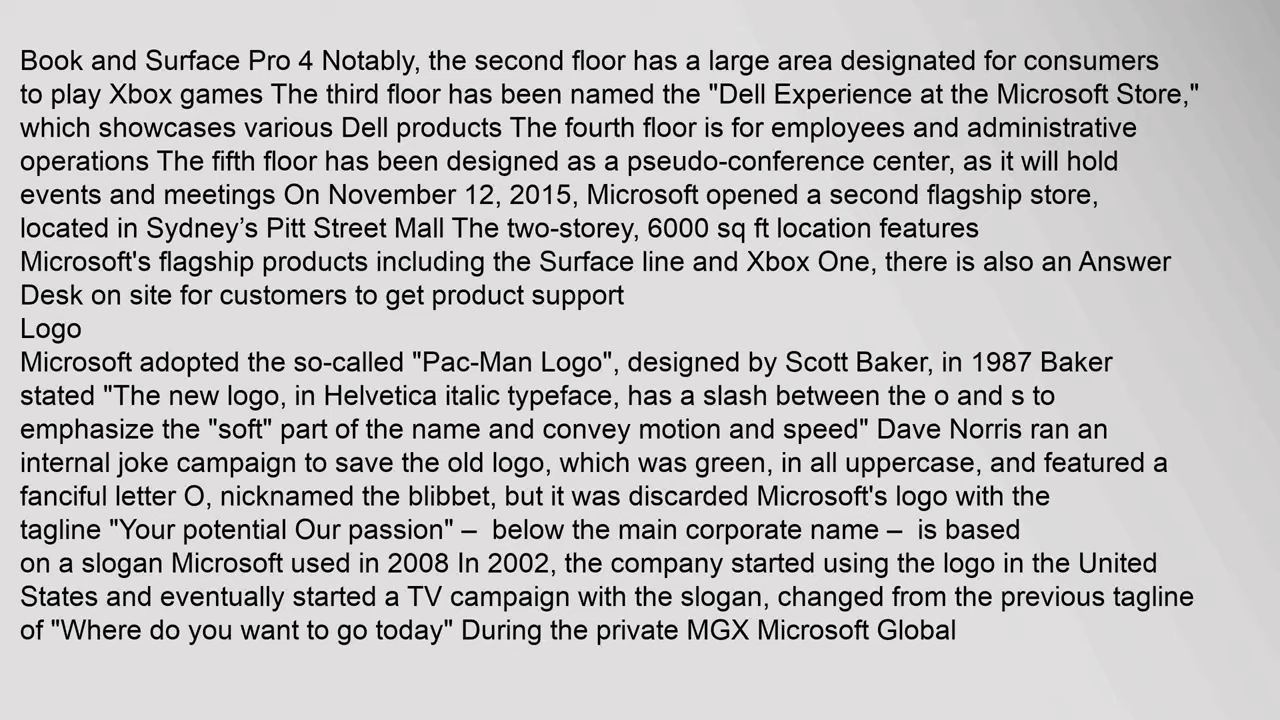 Book and Surface Pro 4 Notably, the second floor has a large area designated for consumers
to play Xbox games The third floor has been named the "Dell Experience at the Microsoft Store,"
which showcases various Dell products The fourth floor is for employees and administrative
operations The fifth floor has been designed as a pseudo-conference center, as it will hold
events and meetings On November 12, 2015, Microsoft opened a second flagship store,
located in Sydney’s Pitt Street Mall The two-storey, 6000 sq ft location features
Microsoft's flagship products including the Surface line and Xbox One, there is also an Answer
Desk on site for customers to get product support
Logo
Microsoft adopted the so-called "Pac-Man Logo", designed by Scott Baker, in 1987 Baker
stated "The new logo, in Helvetica italic typeface, has a slash between the o and s to
emphasize the "soft" part of the name and convey motion and speed" Dave Norris ran an
internal joke campaign to save the old logo, which was green, in all uppercase, and featured a
fanciful letter O, nicknamed the blibbet, but it was discarded Microsoft's logo with the
tagline "Your potential Our passion" –  below the main corporate name –  is based
on a slogan Microsoft used in 2008 In 2002, the company started using the logo in the United
States and eventually started a TV campaign with the slogan, changed from the previous tagline
of "Where do you want to go today" During the private MGX Microsoft Global